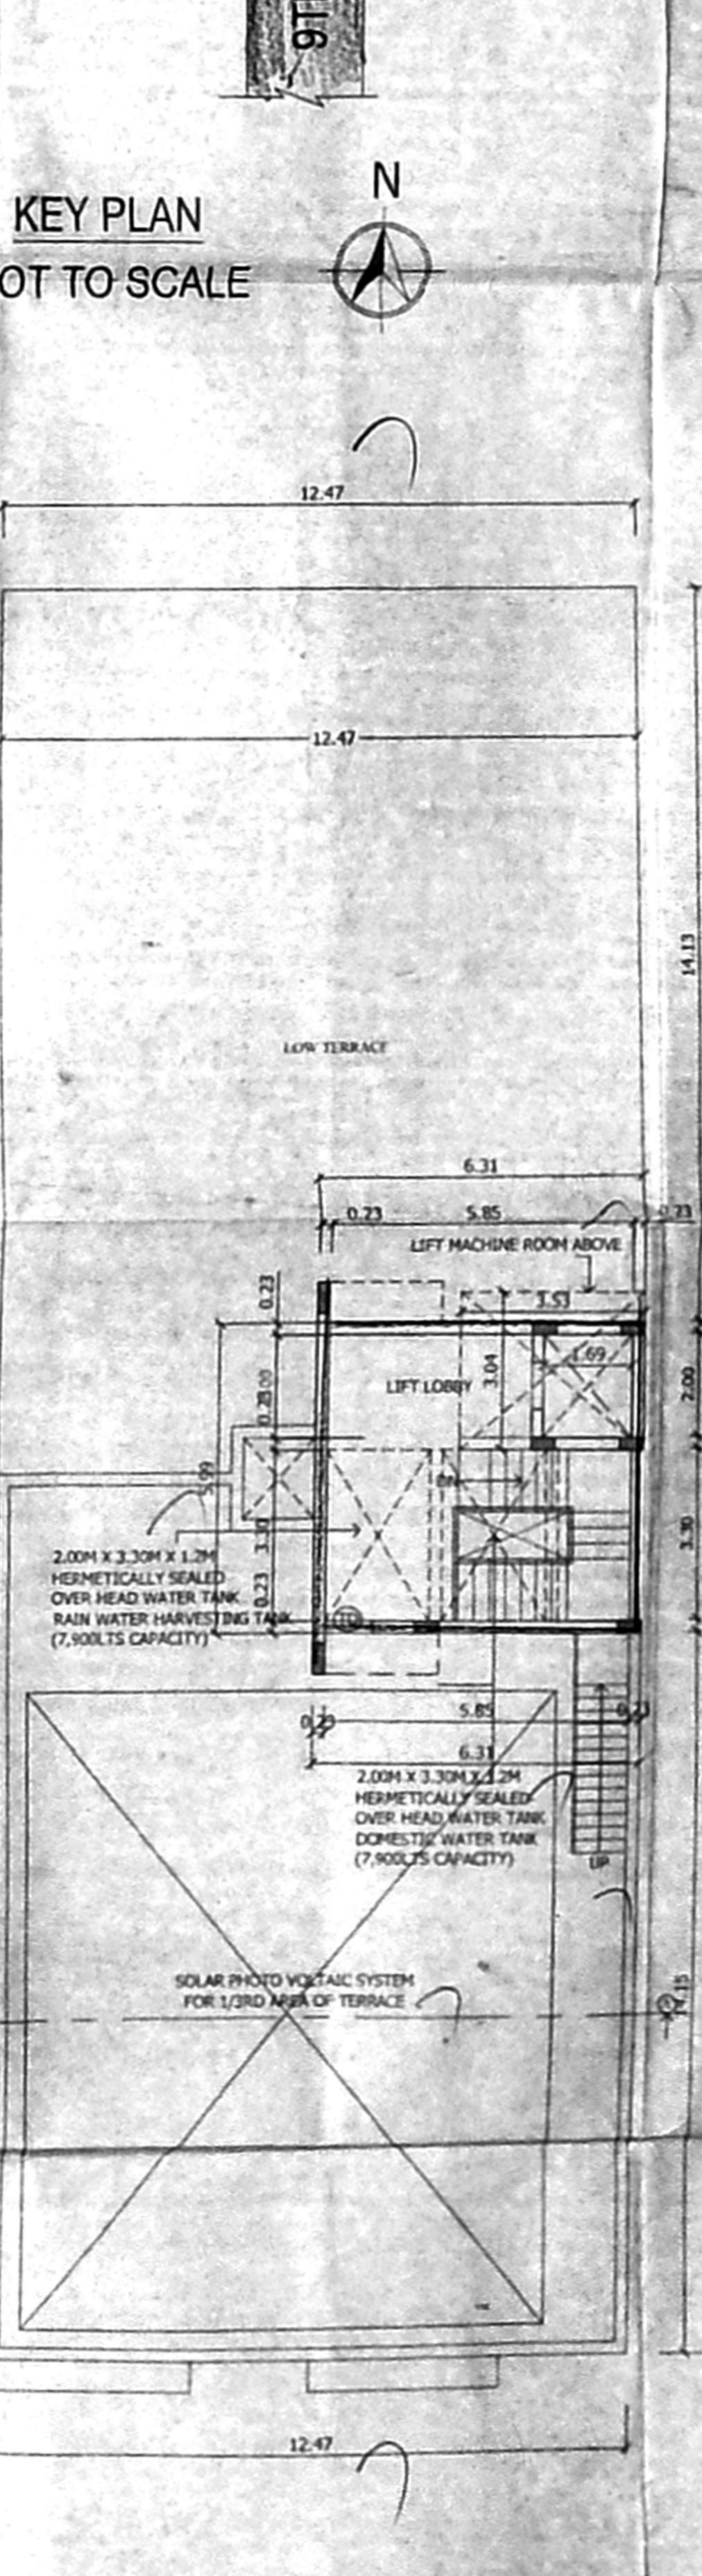 9T
N
KEY PLAN
OT TO SCALE
12.47
12.47
14.13
LOW TERRACE
6.31
0.23
5.85
0.23
LIFT MACHINE ROOM ABOVE
0.23
3.53
1.69
LIFT LOBBY
3.04
2.00
3.30
3.30
2.00M X 3.30M X 1.2M
HERMETICALLY SEALED
OVER HEAD WATER TANK
RAIN WATER HARVESTING TANK
(7,900LTS CAPACITY)
0.23
0.23
5.85
0.23
6.31
2.00M X 3.30M X 1.2M
HERMETICALLY SEALED
OVER HEAD WATER TANK
DOMESTIC WATER TANK
(7,900LTS CAPACITY)
UP
SOLAR PHOTO VOLTAIC SYSTEM
FOR 1/3RD AREA OF TERRACE
12.47